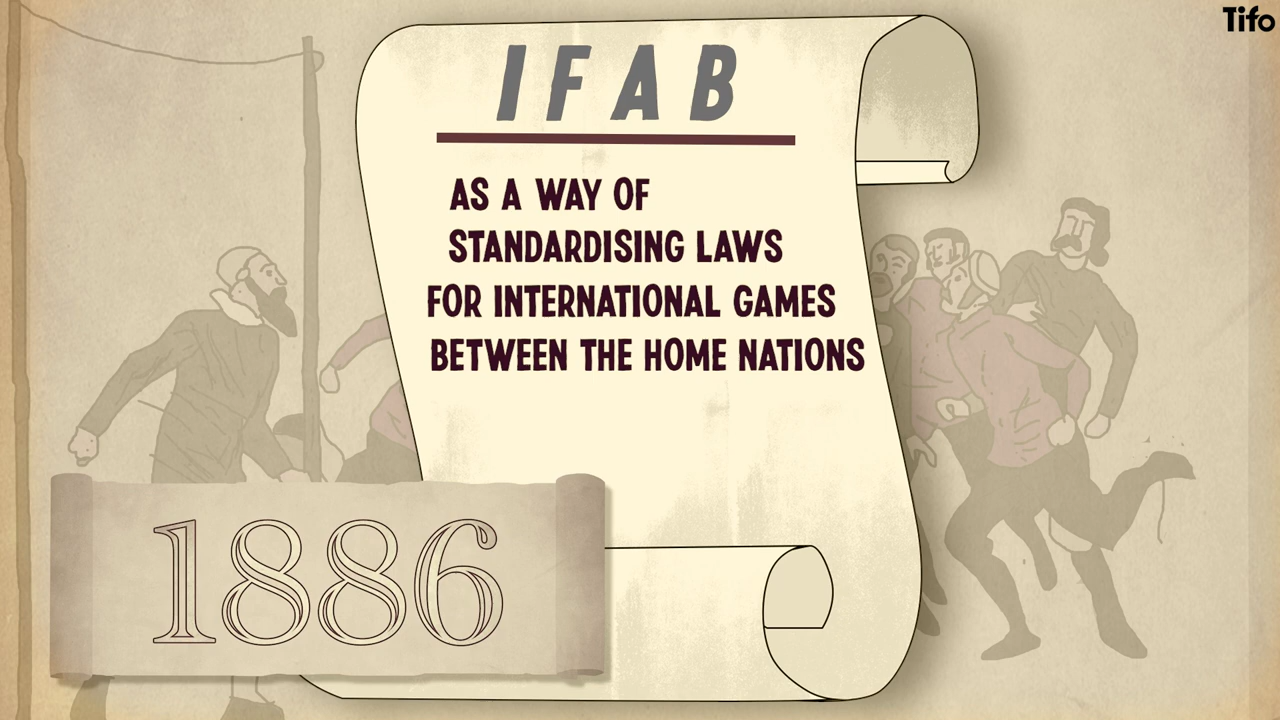 Tifo
IFAB
AS A WAY OF
STANDARDISING LAWS
FOR INTERNATIONAL GAMES
BETWEEN THE HOME NATIONS
1886